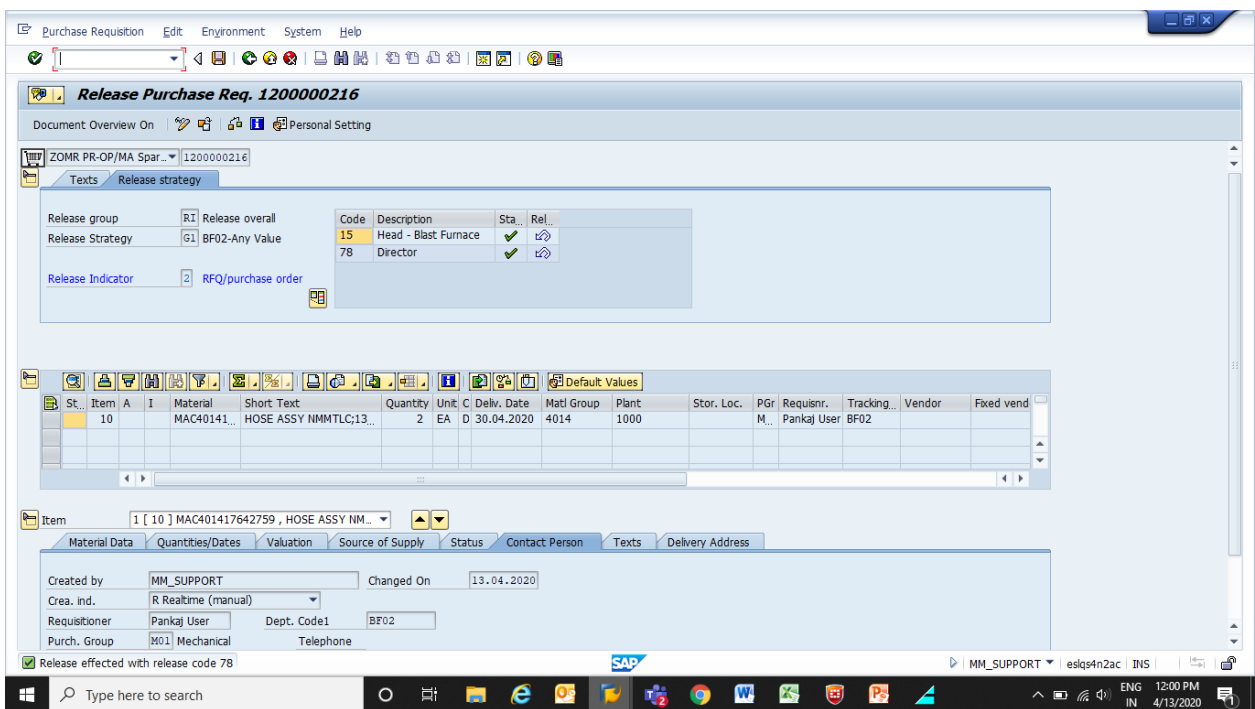 Purchase Requisition Edit Environment System Help
Release Purchase Req. 1200000216
Document Overview On Personal Setting
ZOMR PR-OP/MA Spar... 1200000216
Texts Release strategy
Release group RI Release overall
Code Description Sta... Rel...
Release Strategy G1 BF02-Any Value
15 Head - Blast Furnace
78 Director
Release Indicator 2 RFQ/purchase order
Default Values
St... Item A I Material Short Text Quantity Unit C Deliv. Date Matl Group Plant Stor. Loc. PGr Requisnr. Tracking... Vendor Fixed vend
10 MAC40141... HOSE ASSY NMMTLC;13... 2 EA D 30.04.2020 4014 1000 M... Pankaj User BF02
Item 1 [ 10 ] MAC401417642759 , HOSE ASSY NM...
Material Data Quantities/Dates Valuation Source of Supply Status Contact Person Texts Delivery Address
Created by MM_SUPPORT Changed On 13.04.2020
Crea. ind. R Realtime (manual)
Requisitioner Pankaj User Dept. Code1 BF02
Purch. Group M01 Mechanical Telephone
Release effected with release code 78 SAP MM_SUPPORT eslqs4n2ac INS
Type here to search ENG 12:00 PM
IN 4/13/2020